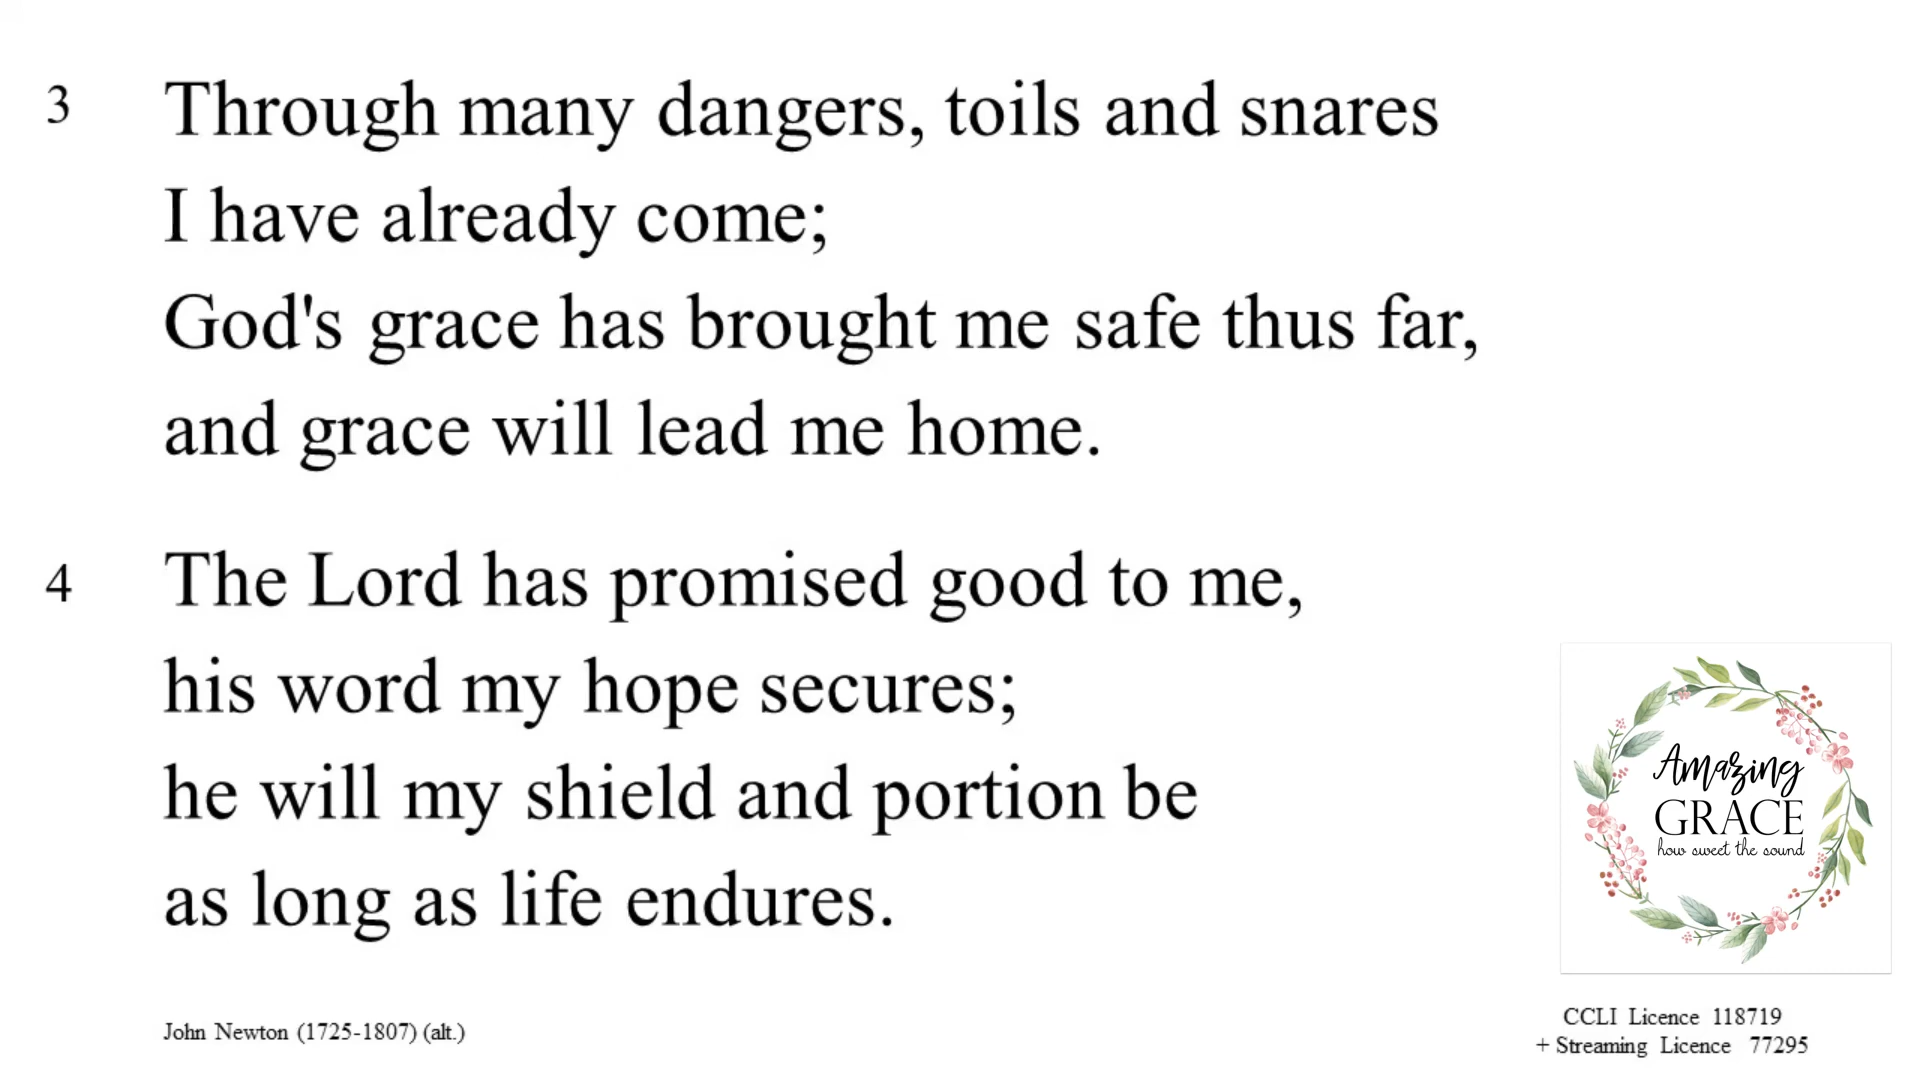 3 Through many dangers, toils and snares
I have already come;
God's grace has brought me safe thus far,
and grace will lead me home.
4 The Lord has promised good to me,
his word my hope secures;
he will my shield and portion be
as long as life endures.
Amazing
GRACE
how sweet the sound
John Newton (1725-1807) (alt.)
CCLI Licence 118719
+ Streaming Licence 77295